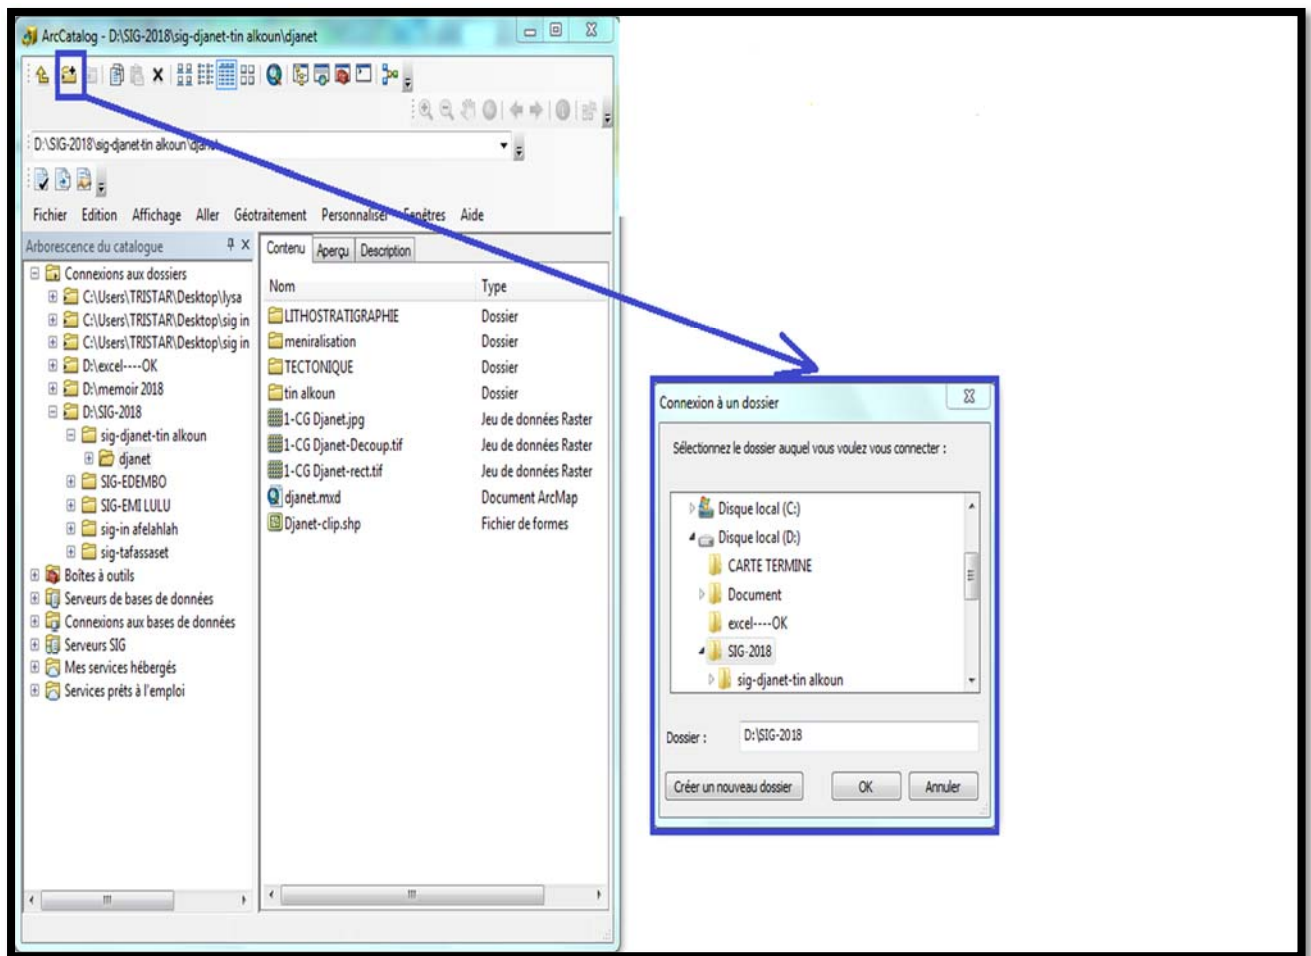 ArcCatalog - D:\SIG-2018\sig-djanet-tin alkoun\djanet
D:\SIG-2018\sig-djanet-tin alkoun\djanet
Fichier Edition Affichage Aller Géotraitement Personnaliser Fenêtres Aide
Arborescence du catalogue
Connexions aux dossiers
C:\Users\TRISTAR\Desktop\lysa
C:\Users\TRISTAR\Desktop\sig in
C:\Users\TRISTAR\Desktop\sig in
D:\excel----OK
D:\memoir 2018
D:\SIG-2018
sig-djanet-tin alkoun
djanet
SIG-EDEMBO
SIG-EMI LULU
sig-in afelahlah
sig-tafassaset
Boîtes à outils
Serveurs de bases de données
Connexions aux bases de données
Serveurs SIG
Mes services hébergés
Services prêts à l'emploi
Contenu Aperçu Description
Nom Type
LITHOSTRATIGRAPHIE Dossier
meniralisation Dossier
TECTONIQUE Dossier
tin alkoun Dossier
1-CG Djanet.jpg Jeu de données Raster
1-CG Djanet-Decoup.tif Jeu de données Raster
1-CG Djanet-rect.tif Jeu de données Raster
djanet.mxd Document ArcMap
Djanet-clip.shp Fichier de formes
Connexion à un dossier
Sélectionnez le dossier auquel vous voulez vous connecter :
Disque local (C:)
Disque local (D:)
CARTE TERMINE
Document
excel----OK
SIG-2018
sig-djanet-tin alkoun
Dossier : D:\SIG-2018
Créer un nouveau dossier OK Annuler